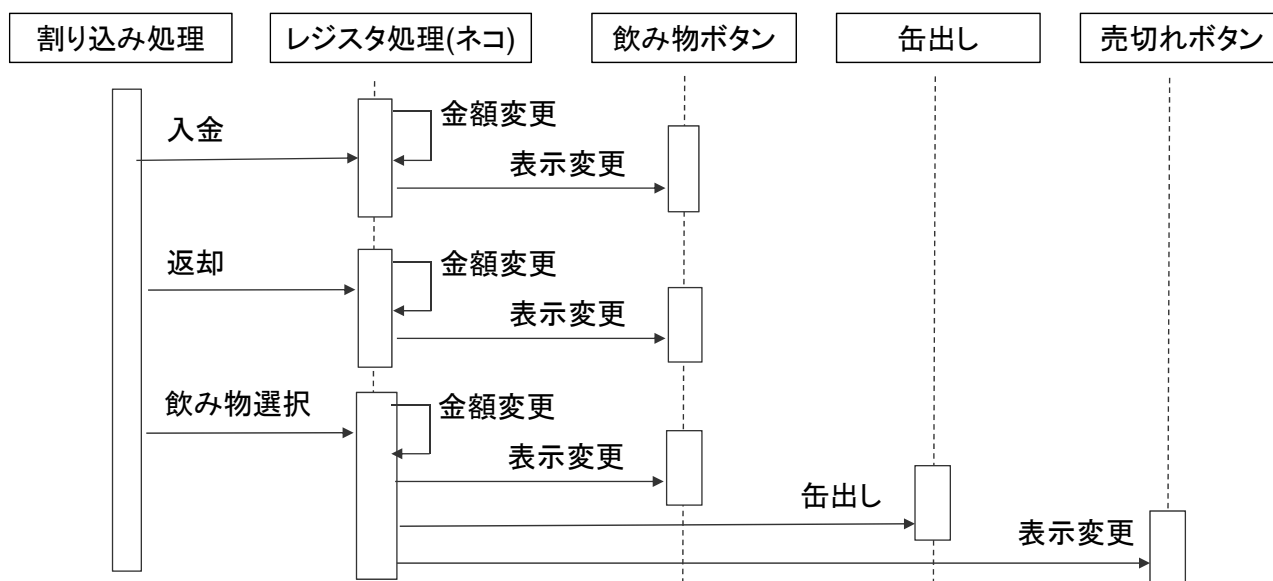 割り込み処理
レジスタ処理(ネコ)
飲み物ボタン
缶出し
売切れボタン
入金
金額変更
表示変更
返却
金額変更
表示変更
飲み物選択
金額変更
表示変更
缶出し
表示変更